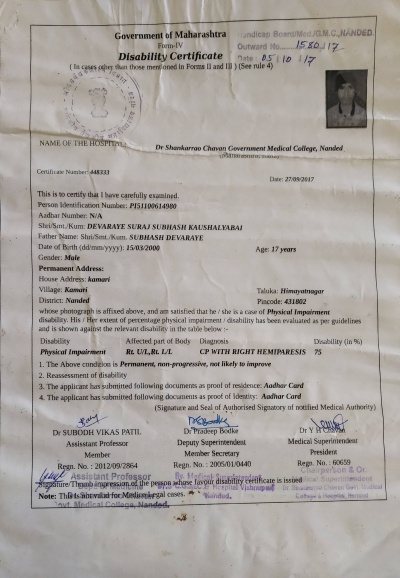 Government of Maharashtra
Form-IV
Disability Certificate
( In cases other than those mentioned in Forms II and III ) (See rule 4)
Handicap Board/Med./G.M.C.,NANDED.
Outward No. 1580/17
Date: 05/10/17
NAME OF THE HOSPITAL:
Dr Shankarrao Chavan Government Medical College, Nanded
Certificate Number: 448333
Date: 27/09/2017
This is to certify that I have carefully examined.
Person Identification Number: PI51100614980
Aadhar Number: N/A
Shri/Smt./Kum: DEVARAYE SURAJ SUBHASH KAUSHALYABAI
Father Name: Shri/Smt./Kum. SUBHASH DEVARAYE
Date of Birth (dd/mm/yyyy): 15/03/2000 Age: 17 years
Gender: Male
Permanent Address:
House Address: kamari
Village: Kamari Taluka: Himayatnagar
District: Nanded Pincode: 431802
whose photograph is affixed above, and am satisfied that he / she is a case of Physical Impairment
disability. His / Her extent of percentage physical impairment / disability has been evaluated as per guidelines
and is shown against the relevant disability in the table below :-
Disability Affected part of Body Diagnosis Disability (in %)
Physical Impairment Rt. U/L,Rt. L/L CP WITH RIGHT HEMIPARESIS 75
1. The above Condition is Permanent, non-progressive, not likely to improve
2. Reassessment of disability
3. The applicant has submitted following documents as proof of residence: Aadhar Card
4. The applicant has submitted following documents as proof of Identity: Aadhar Card
(Signature and Seal of Authorised Signatory of notified Medical Authority)
Dr SUBODH VIKAS PATIL Dr Pradeep Bodke Dr Y H Chavan
Assisstant Professor Deputy Superintendent Medical Superintendent
Member Member Secretary President
Regn. No. : 2012/09/2864 Regn. No. : 2005/01/0440 Regn. No. : 60659
Assistant Professor
Chairperson & Cr.
Medical Superintendent
Signature/Thumb impression of the person whose favour disability certificate is issued
Note: This is not valid for Medico Legal cases.
Govt. Medical College, Nanded.
Nanded.